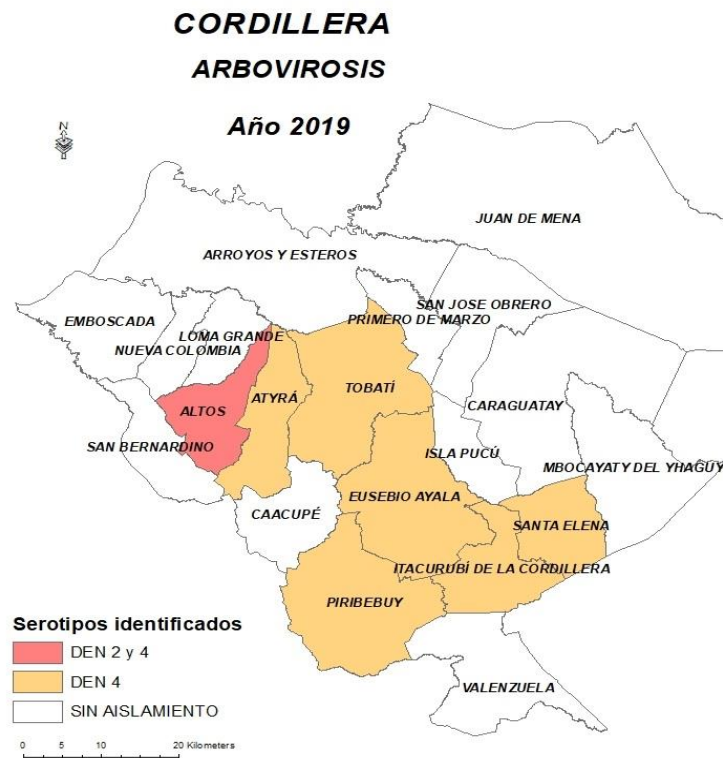 CORDILLERA
ARBOVIROSIS
Año 2019
N
JUAN DE MENA
ARROYOS Y ESTEROS
SAN JOSE OBRERO
PRIMERO DE MARZO
EMBOSCADA
LOMA GRANDE
NUEVA COLOMBIA
TOBATÍ
ATYRÁ
ALTOS
CARAGUATAY
SAN BERNARDINO
ISLA PUCÚ
MBOCAYATY DEL YHAGUY
EUSEBIO AYALA
CAACUPÉ
SANTA ELENA
ITACURUBÍ DE LA CORDILLERA
PIRIBEBUY
VALENZUELA
Serotipos identificados
DEN 2 y 4
DEN 4
SIN AISLAMIENTO
0 5 10 20 Kilometers